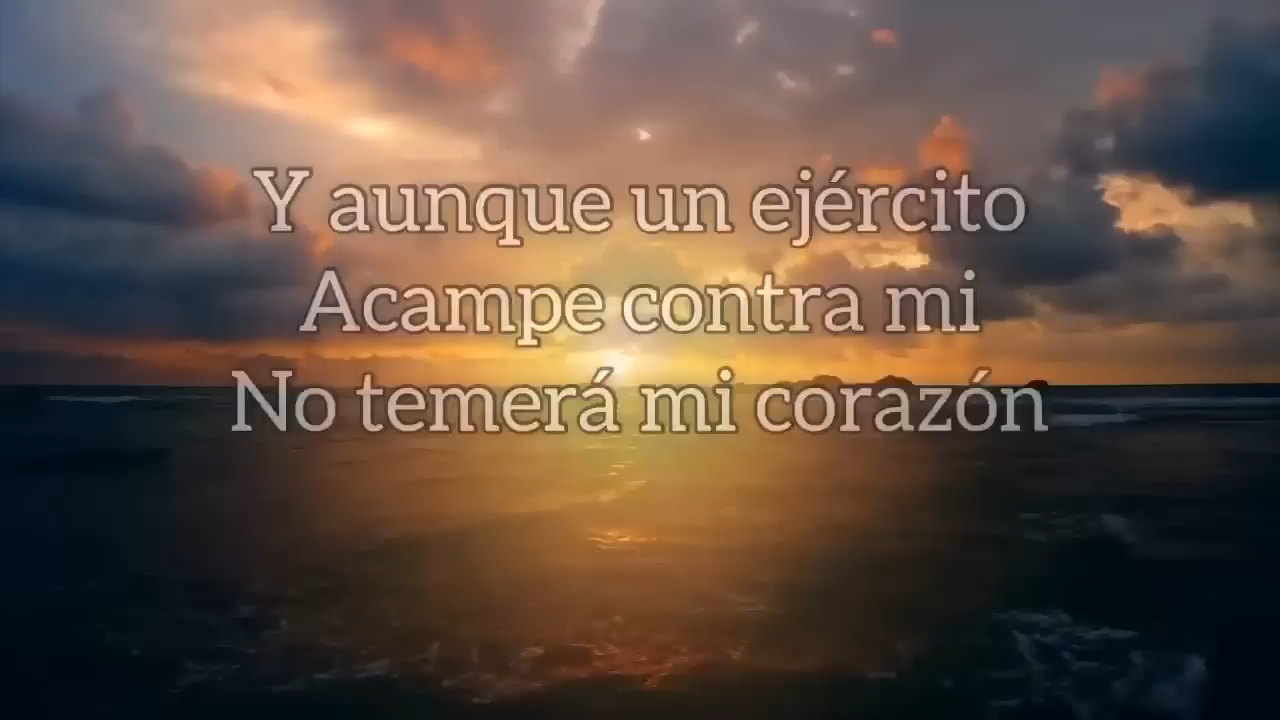 Y aunque un ejército
Acampe contra mi
No temerá mi corazón